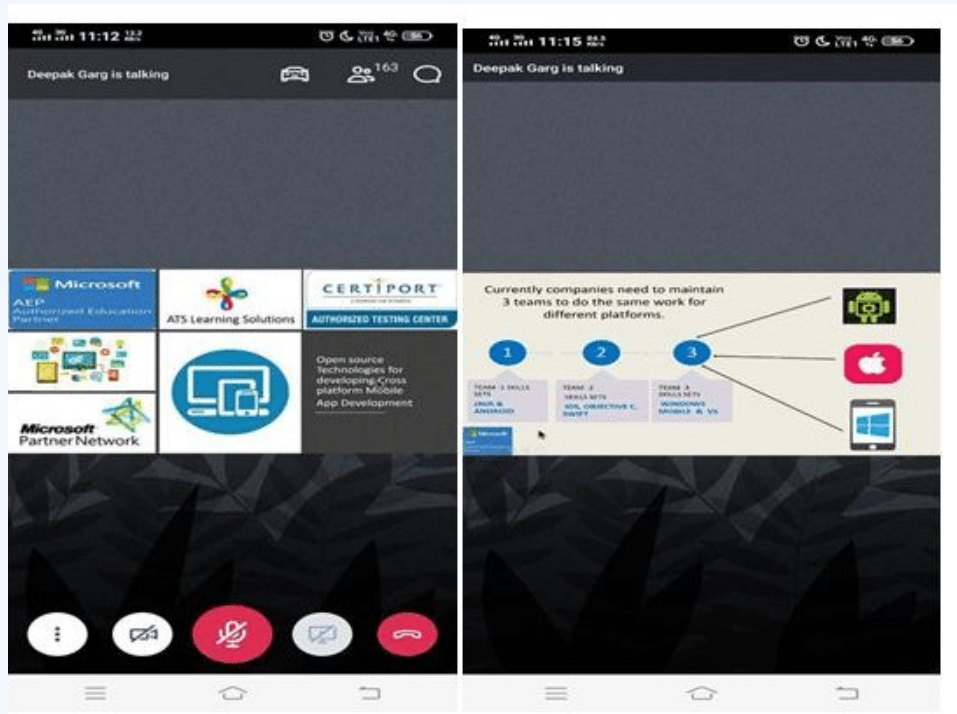 11:12
Deepak Garg is talking
163
Microsoft
AEP
Authorized Education
Partner
ATS Learning Solutions
CERTIPORT
AUTHORIZED TESTING CENTER
Open source
Technologies for
developing Cross
platform Mobile
App Development
Microsoft
Partner Network
11:15
Deepak Garg is talking
Currently companies need to maintain
3 teams to do the same work for
different platforms.
1
2
3
TEAM -1 SKILLS
SETS
JAVA &
ANDROID
TEAM -2
SKILLS SETS
IOS, OBJECTIVE C,
SWIFT
TEAM -3
SKILLS SETS
WINDOWS
MOBILE & VS
Microsoft